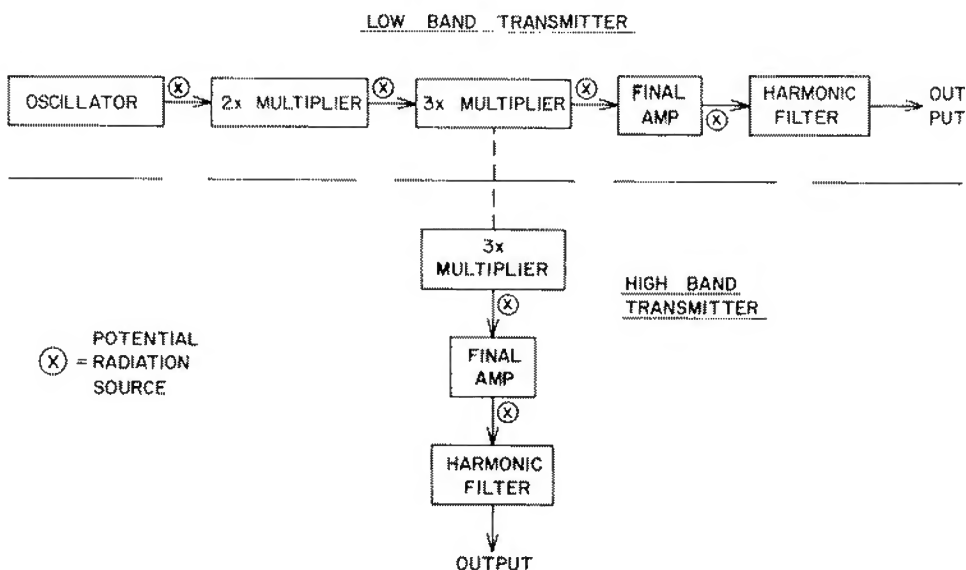 LOW BAND TRANSMITTER
OSCILLATOR
X
2x MULTIPLIER
X
3x MULTIPLIER
X
FINAL
AMP
X
HARMONIC
FILTER
OUT
PUT
3x
MULTIPLIER
X
HIGH BAND
TRANSMITTER
FINAL
AMP
X
HARMONIC
FILTER
OUTPUT
X = POTENTIAL
RADIATION
SOURCE